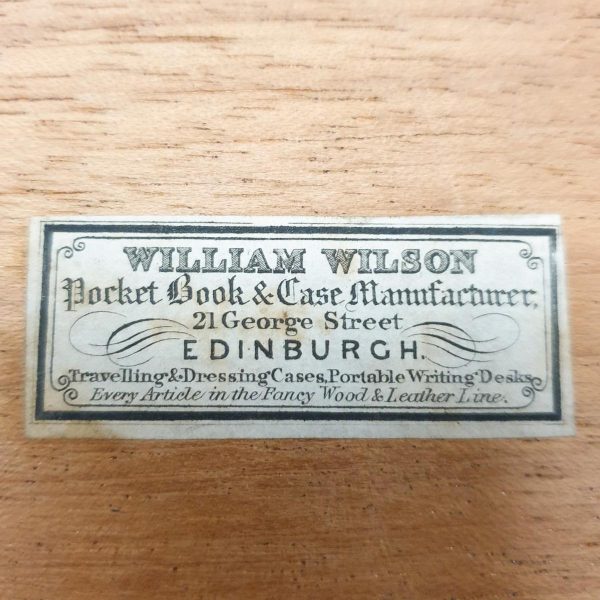 WILLIAM WILSON
Pocket Book & Case Manufacturer,
21 George Street
EDINBURGH.
Travelling & Dressing Cases, Portable Writing Desks
Every Article in the Fancy Wood & Leather Line.